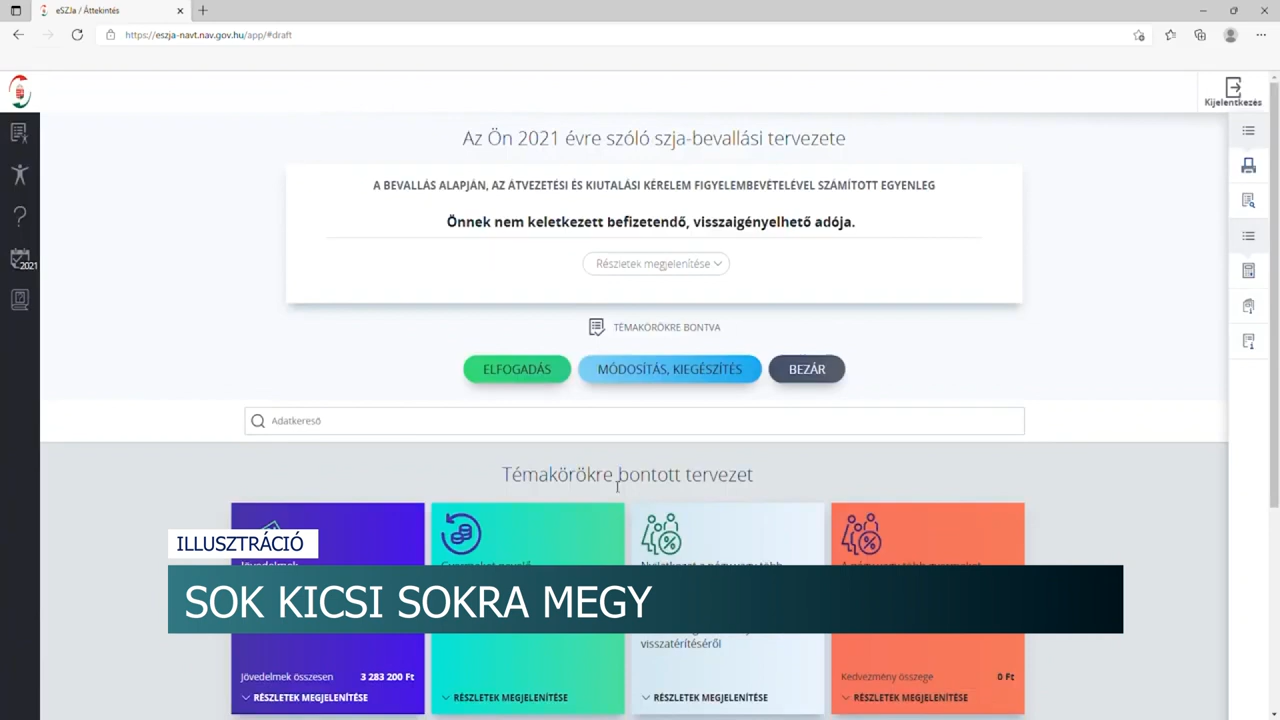 eSZJa / Áttekintés
https://eszja-navt.nav.gov.hu/app/#draft
Kijelentkezés
Az Ön 2021 évre szóló szja-bevallási tervezete
A BEVALLÁS ALAPJÁN, AZ ÁTVEZETÉSI ÉS KIUTALÁSI KÉRELEM FIGYELEMBEVÉTELÉVEL SZÁMÍTOTT EGYENLEG
Önnek nem keletkezett befizetendő, visszaigényelhető adója.
Részletek megjelenítése
2021
TÉMAKÖRÖKRE BONTVA
ELFOGADÁS MÓDOSÍTÁS, KIEGÉSZÍTÉS BEZÁR
Adatkereső
Témakörökre bontott tervezet
ILLUSZTRÁCIÓ
SOK KICSI SOKRA MEGY
visszatérítéséről
Jövedelmek összesen 3 283 200 Ft
Kedvezmény összege 0 Ft
RÉSZLETEK MEGJELENÍTÉSE RÉSZLETEK MEGJELENÍTÉSE RÉSZLETEK MEGJELENÍTÉSE RÉSZLETEK MEGJELENÍTÉSE